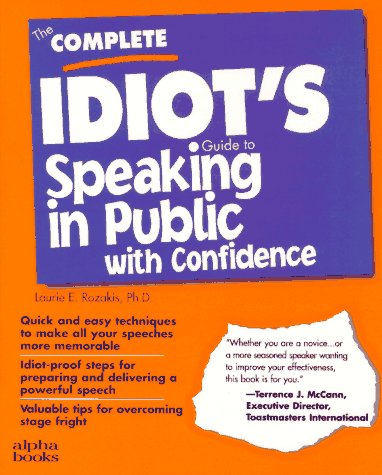 The COMPLETE
IDIOT'S
Guide to
Speaking
in Public
with Confidence
Laurie E. Rozakis, Ph.D.
Quick and easy techniques
to make all your speeches
more memorable
Idiot-proof steps for
preparing and delivering a
powerful speech
Valuable tips for overcoming
stage fright
"Whether you are a novice...or
a more seasoned speaker wanting
to improve your effectiveness,
this book is for you."
—Terrence J. McCann,
Executive Director,
Toastmasters International
alpha
books